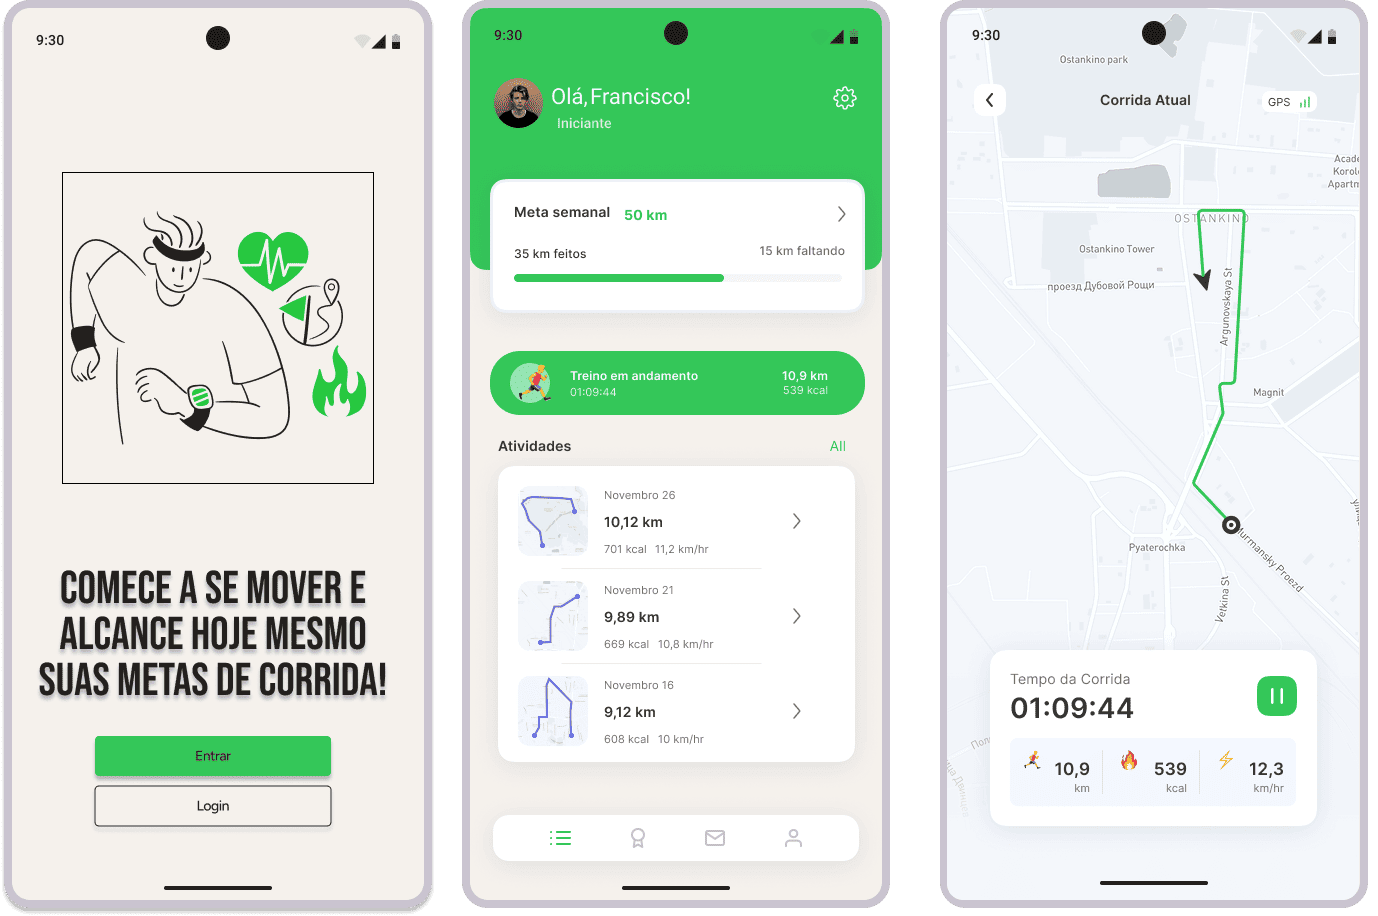 9:30
COMECE A SE MOVER E
ALCANCE HOJE MESMO
SUAS METAS DE CORRIDA!
Entrar
Login
9:30
Olá,Francisco!
Iniciante
Meta semanal 50 km
35 km feitos 15 km faltando
Treino em andamento 10,9 km
01:09:44 539 kcal
Atividades All
Novembro 26
10,12 km
701 kcal 11,2 km/hr
Novembro 21
9,89 km
669 kcal 10,8 km/hr
Novembro 16
9,12 km
608 kcal 10 km/hr
9:30
Ostankino park
Corrida Atual
GPS
Acade
Korole
Apartm
OSTANKINO
Ostankino Tower
проезд Дубовой Рощи
Argunovskaya St
Magnit
Pyaterochka
Murmansky Proezd
Vetkina St
Tempo da Corrida
01:09:44
10,9 539 12,3
km kcal km/hr